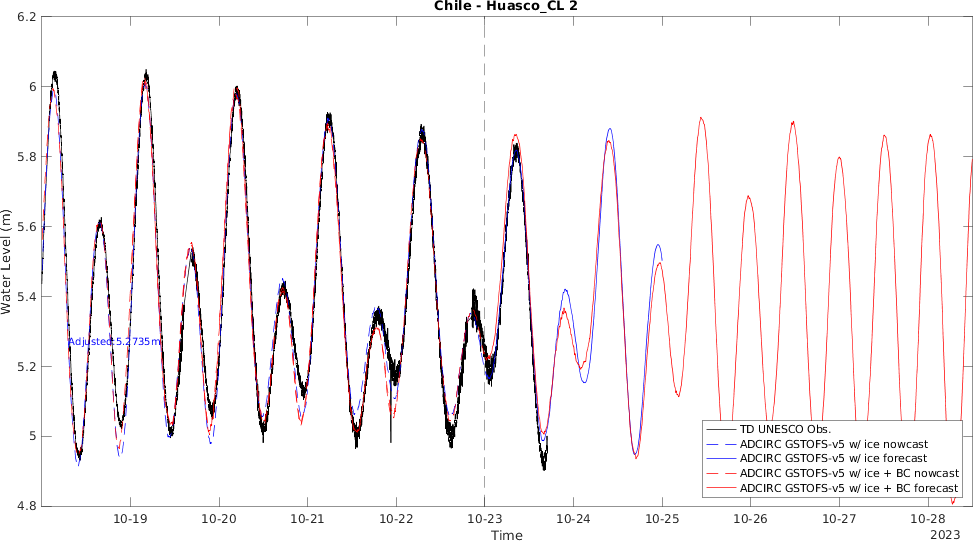 Chile - Huasco_CL 2
6.2
6
5.8
5.6
5.4
5.2
5
4.8
Water Level (m)
Adjusted 5.2735m
TD UNESCO Obs.
ADCIRC GSTOFS-v5 w/ ice nowcast
ADCIRC GSTOFS-v5 w/ ice forecast
ADCIRC GSTOFS-v5 w/ ice + BC nowcast
ADCIRC GSTOFS-v5 w/ ice + BC forecast
10-19 10-20 10-21 10-22 10-23 10-24 10-25 10-26 10-27 10-28
2023
Time